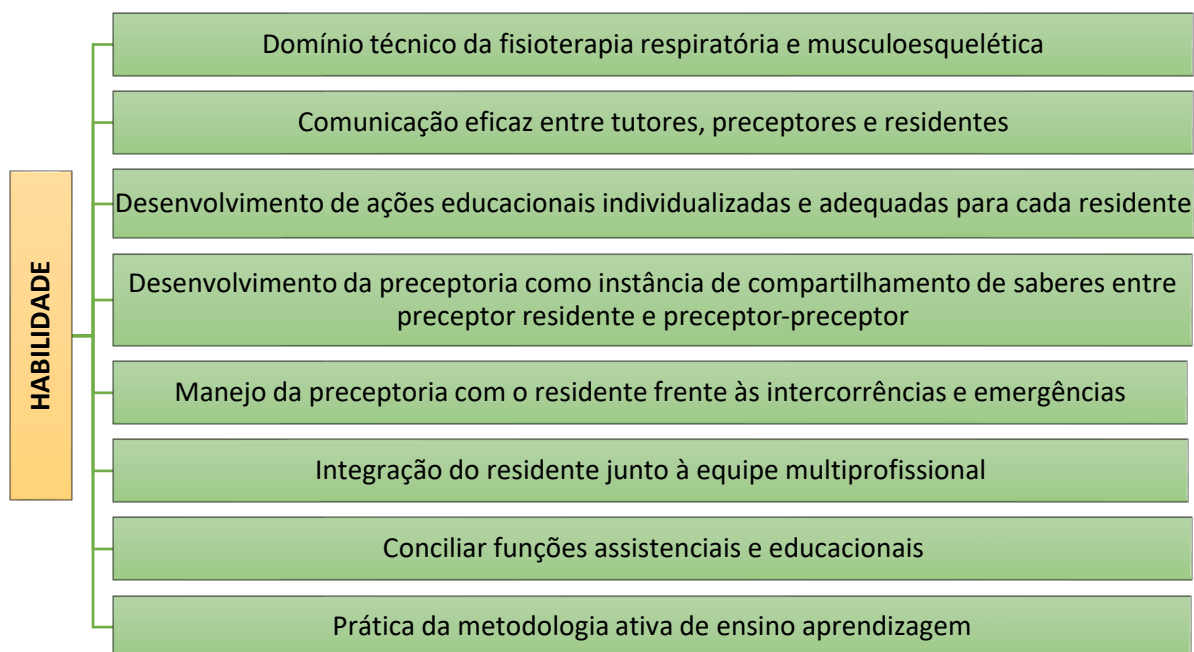 HABILIDADE
Domínio técnico da fisioterapia respiratória e musculoesquelética
Comunicação eficaz entre tutores, preceptores e residentes
Desenvolvimento de ações educacionais individualizadas e adequadas para cada residente
Desenvolvimento da preceptoria como instância de compartilhamento de saberes entre
preceptor residente e preceptor-preceptor
Manejo da preceptoria com o residente frente às intercorrências e emergências
Integração do residente junto à equipe multiprofissional
Conciliar funções assistenciais e educacionais
Prática da metodologia ativa de ensino aprendizagem